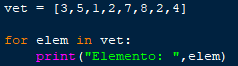 vet = [3,5,1,2,7,8,2,4]
for elem in vet:
    print("Elemento: ",elem)